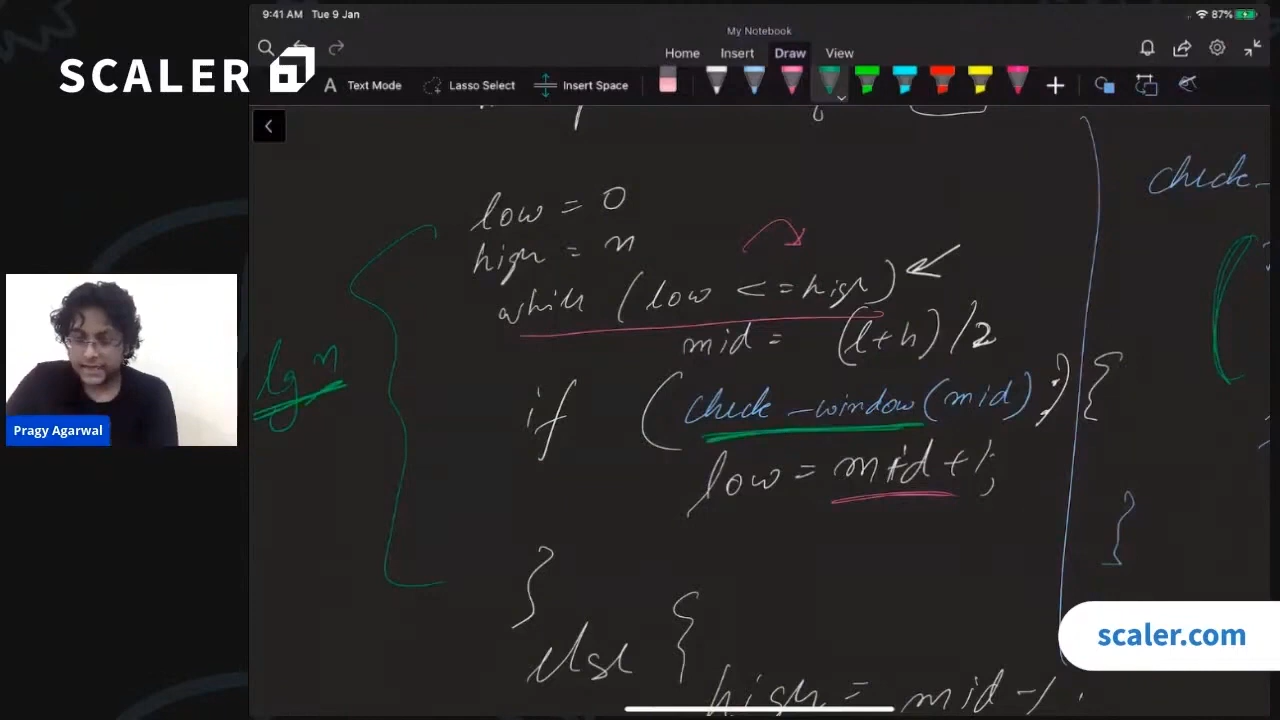 9:41 AM Tue 9 Jan
87%
My Notebook
Home Insert Draw View
SCALER
Text Mode
Lasso Select
Insert Space
check-
low = 0
high = n
while (low <= high)
mid = (l+h)/2
lg n
if (check-window(mid)) {
low = mid+1;
}
}
else {
high = mid-1
Pragy Agarwal
scaler.com